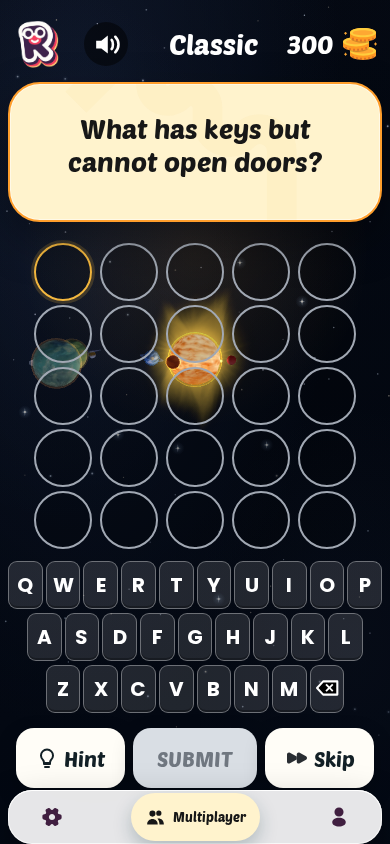 Classic
300
What has keys but
cannot open doors?
Q W E R T Y U I O P
A S D F G H J K L
Z X C V B N M
Hint
SUBMIT
Skip
Multiplayer